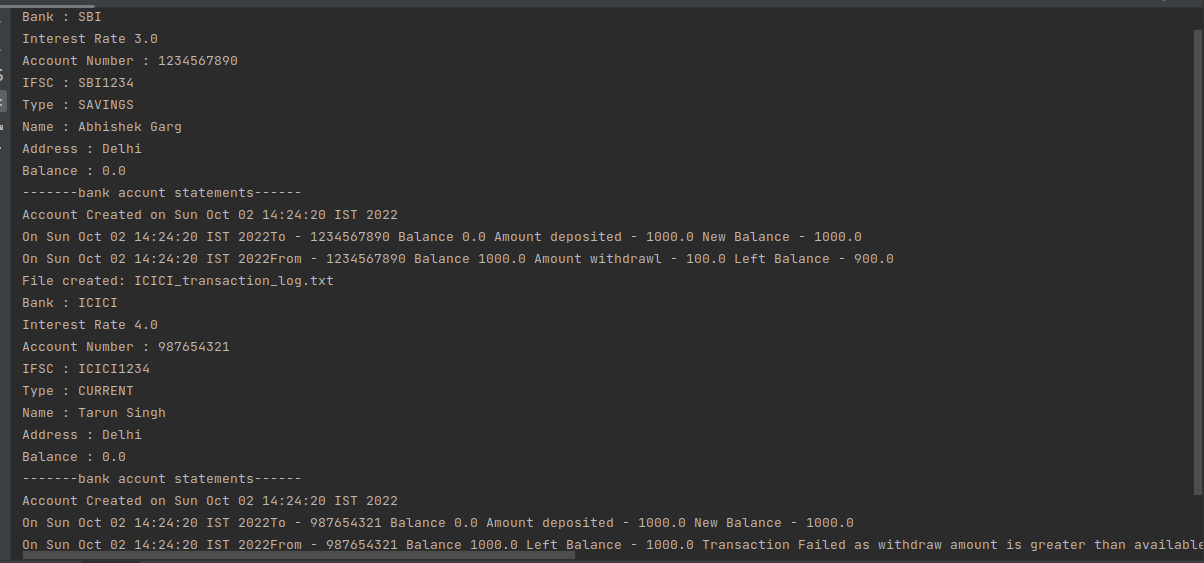 Bank : SBI
Interest Rate 3.0
Account Number : 1234567890
IFSC : SBI1234
Type : SAVINGS
Name : Abhishek Garg
Address : Delhi
Balance : 0.0
-------bank accunt statements------
Account Created on Sun Oct 02 14:24:20 IST 2022
On Sun Oct 02 14:24:20 IST 2022To - 1234567890 Balance 0.0 Amount deposited - 1000.0 New Balance - 1000.0
On Sun Oct 02 14:24:20 IST 2022From - 1234567890 Balance 1000.0 Amount withdrawl - 100.0 Left Balance - 900.0
File created: ICICI_transaction_log.txt
Bank : ICICI
Interest Rate 4.0
Account Number : 987654321
IFSC : ICICI1234
Type : CURRENT
Name : Tarun Singh
Address : Delhi
Balance : 0.0
-------bank accunt statements------
Account Created on Sun Oct 02 14:24:20 IST 2022
On Sun Oct 02 14:24:20 IST 2022To - 987654321 Balance 0.0 Amount deposited - 1000.0 New Balance - 1000.0
On Sun Oct 02 14:24:20 IST 2022From - 987654321 Balance 1000.0 Left Balance - 1000.0 Transaction Failed as withdraw amount is greater than available